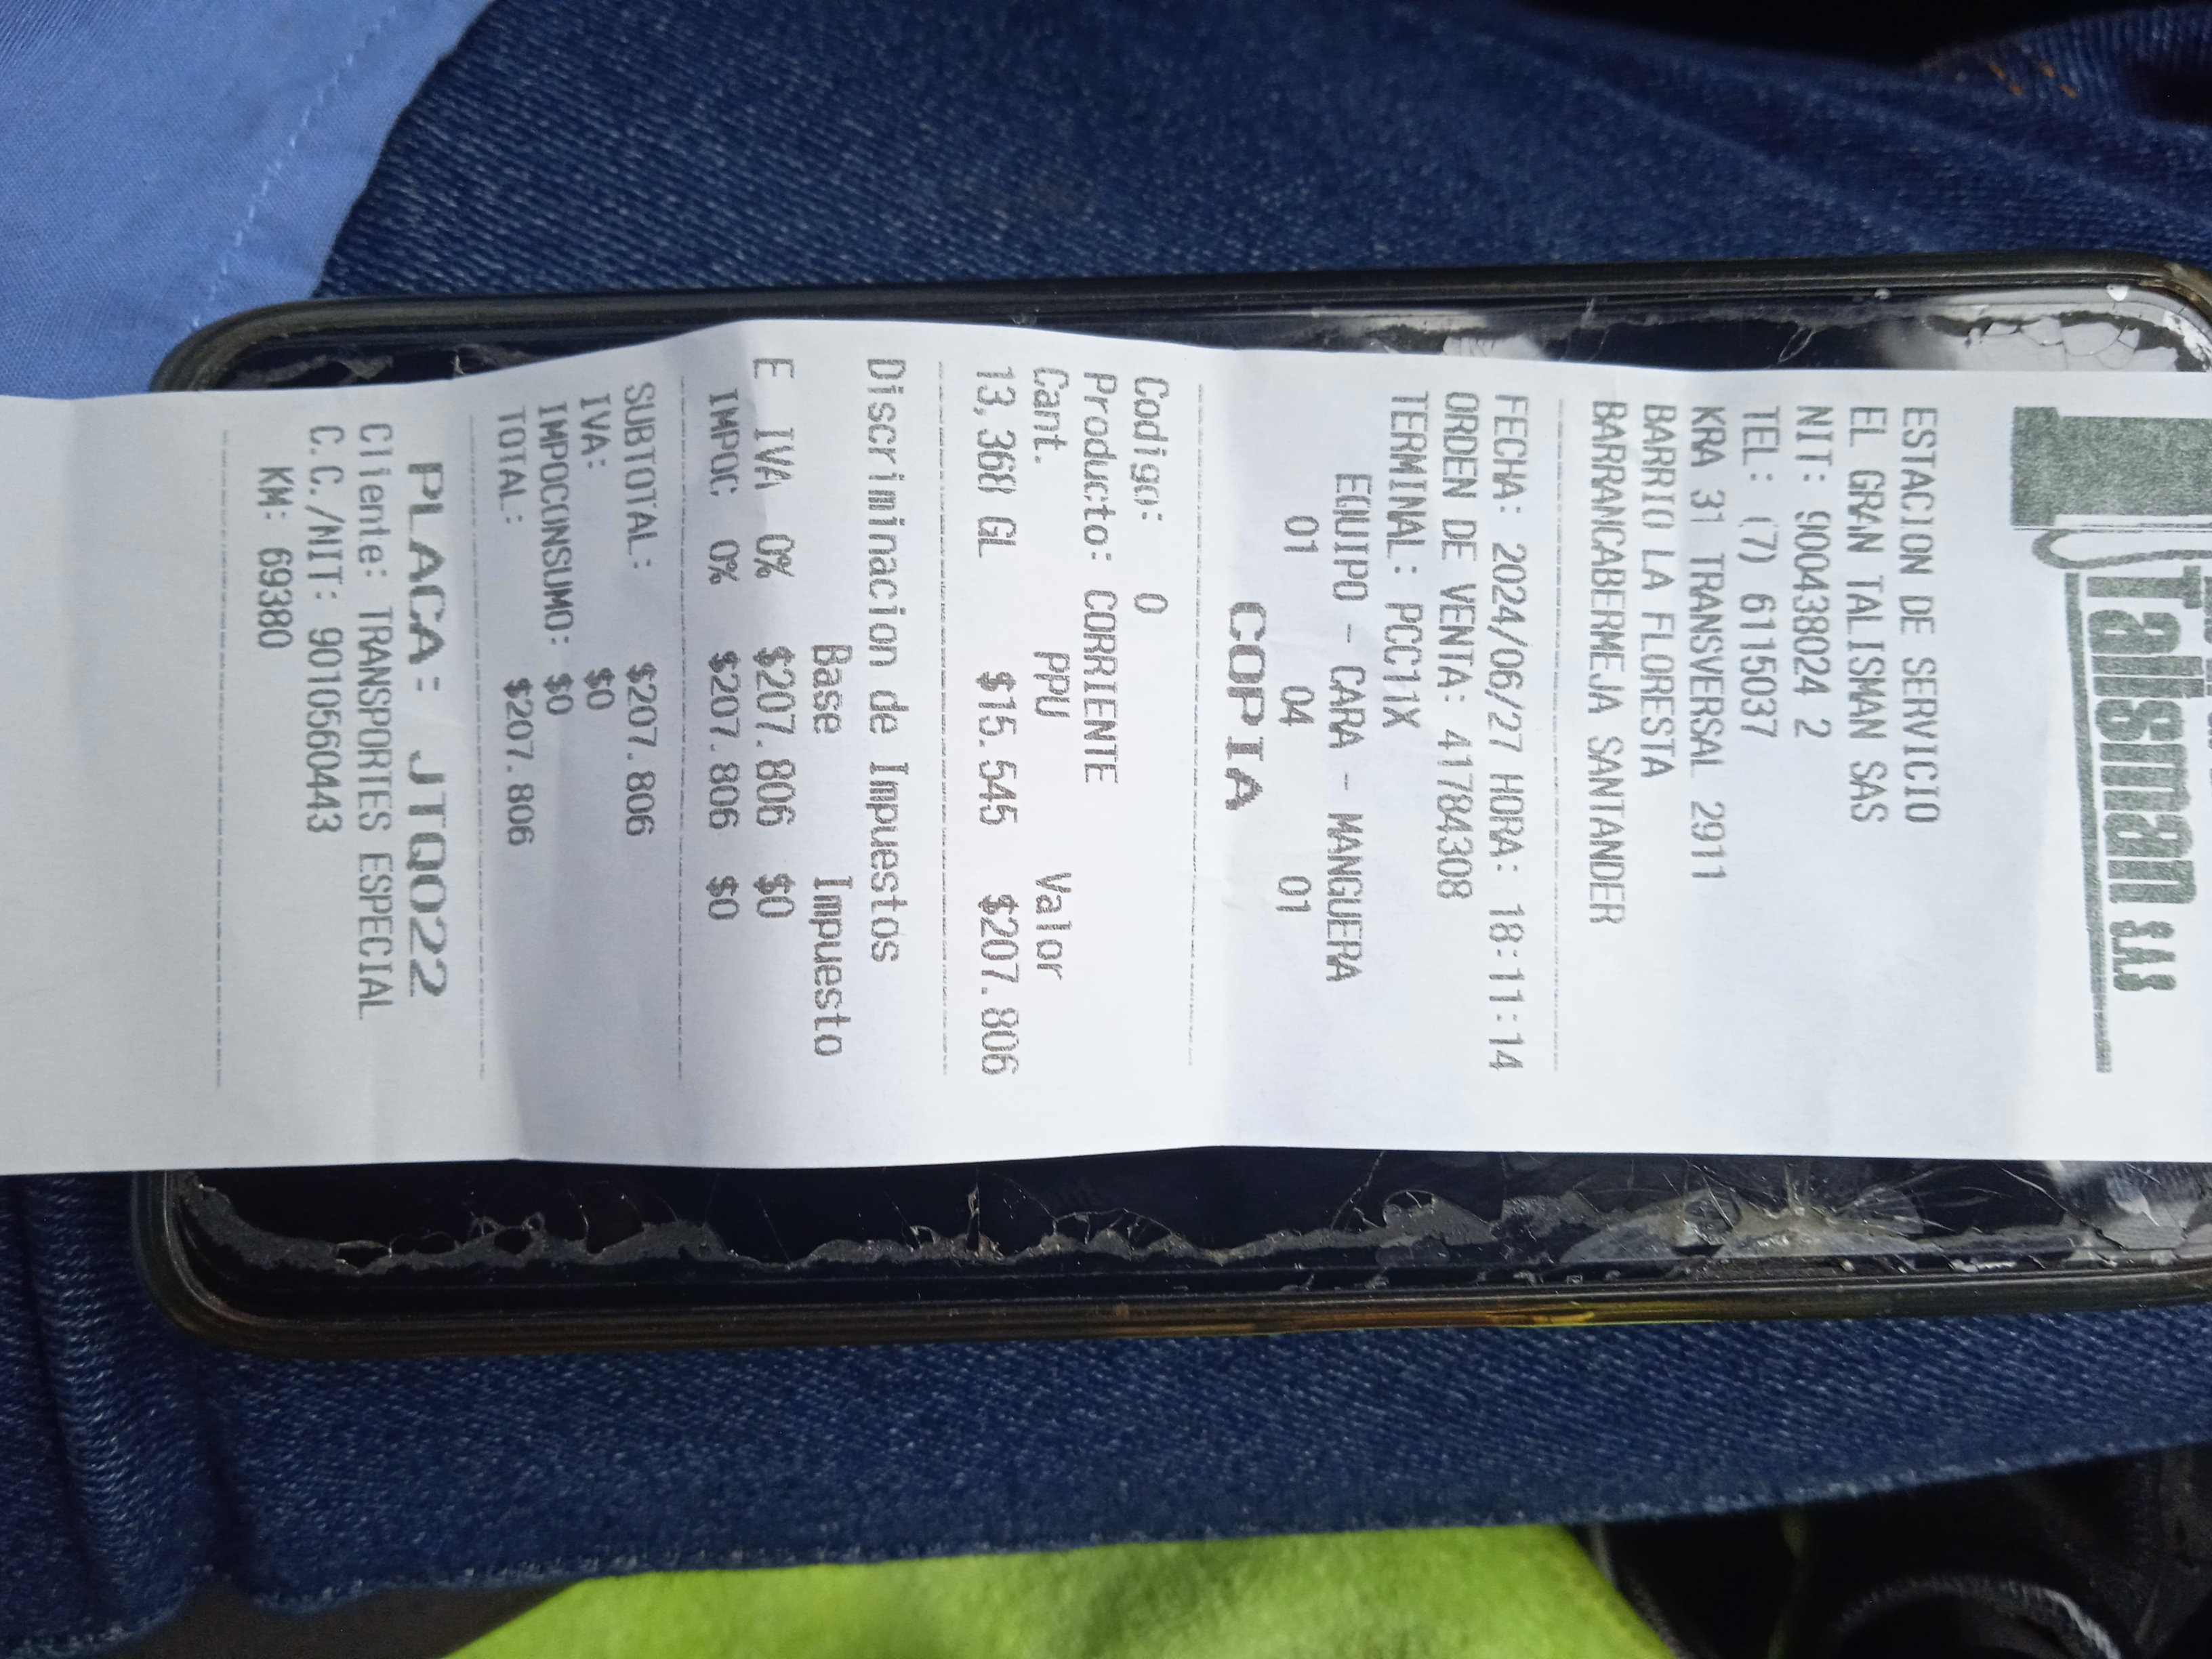 Talisman S.A.S
ESTACION DE SERVICIO
EL GRAN TALISMAN SAS
NIT: 900438024 2
TEL: (7) 6115037
KRA 31 TRANSVERSAL 2911
BARRIO LA FLORESTA
BARRANCABERMEJA SANTANDER
FECHA: 2024/06/27 HORA: 18:11:14
ORDEN DE VENTA: 41784308
TERMINAL: PCC11X
EQUIPO - CARA - MANGUERA
01 04 01
COPIA
Codigo: 0
Producto: CORRIENTE
Cant. PPU Valor
13,368 GL $15.545 $207.806
Discriminacion de Impuestos
Base Impuesto
E IVA 0% $207.806 $0
IMPOC 0% $207.806 $0
SUBTOTAL: $207.806
IVA: $0
IMPOCONSUMO: $0
TOTAL: $207.806
PLACA: JTQ022
Cliente: TRANSPORTES ESPECIAL
C.C./NIT: 9010560443
KM: 69380